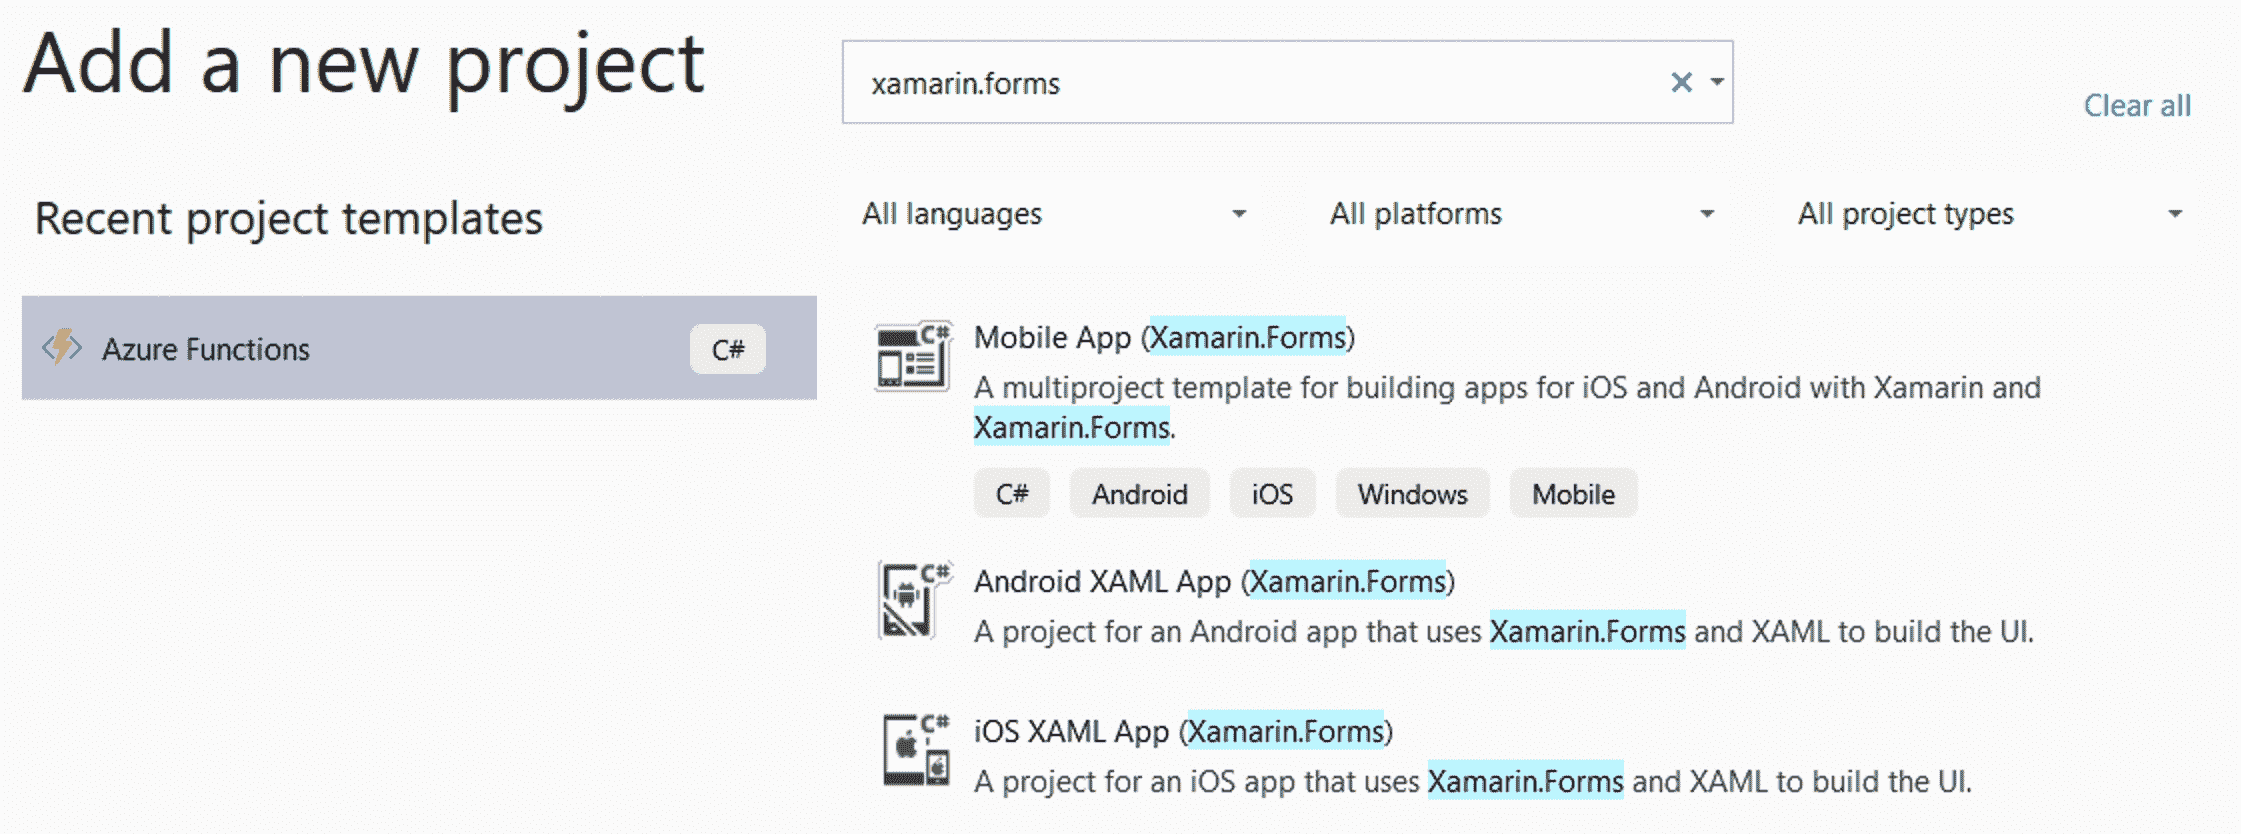 Add a new project
xamarin.forms
Clear all
Recent project templates
All languages
All platforms
All project types
Azure Functions
C#
C#
Mobile App (Xamarin.Forms)
A multiproject template for building apps for iOS and Android with Xamarin and
Xamarin.Forms.
C#
Android
iOS
Windows
Mobile
C#
Android XAML App (Xamarin.Forms)
A project for an Android app that uses Xamarin.Forms and XAML to build the UI.
C#
iOS XAML App (Xamarin.Forms)
A project for an iOS app that uses Xamarin.Forms and XAML to build the UI.